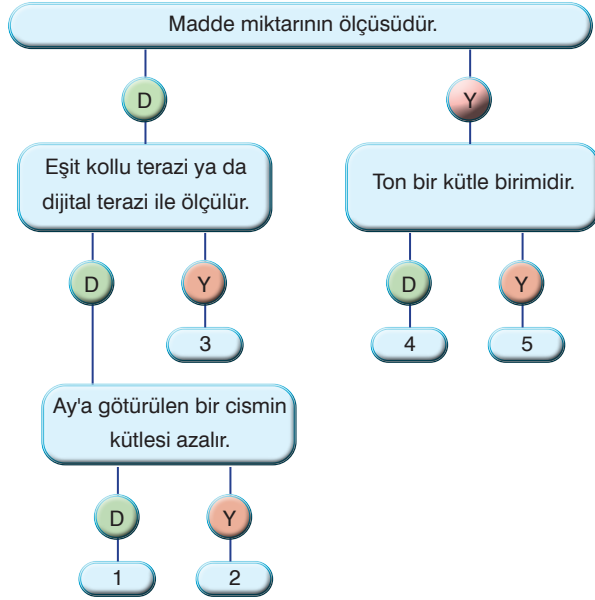 Madde miktarının ölçüsüdür.
D
Y
Eşit kollu terazi ya da
dijital terazi ile ölçülür.
Ton bir kütle birimidir.
D
Y
D
Y
3
4
5
Ay'a götürülen bir cismin
kütlesi azalır.
D
Y
1
2